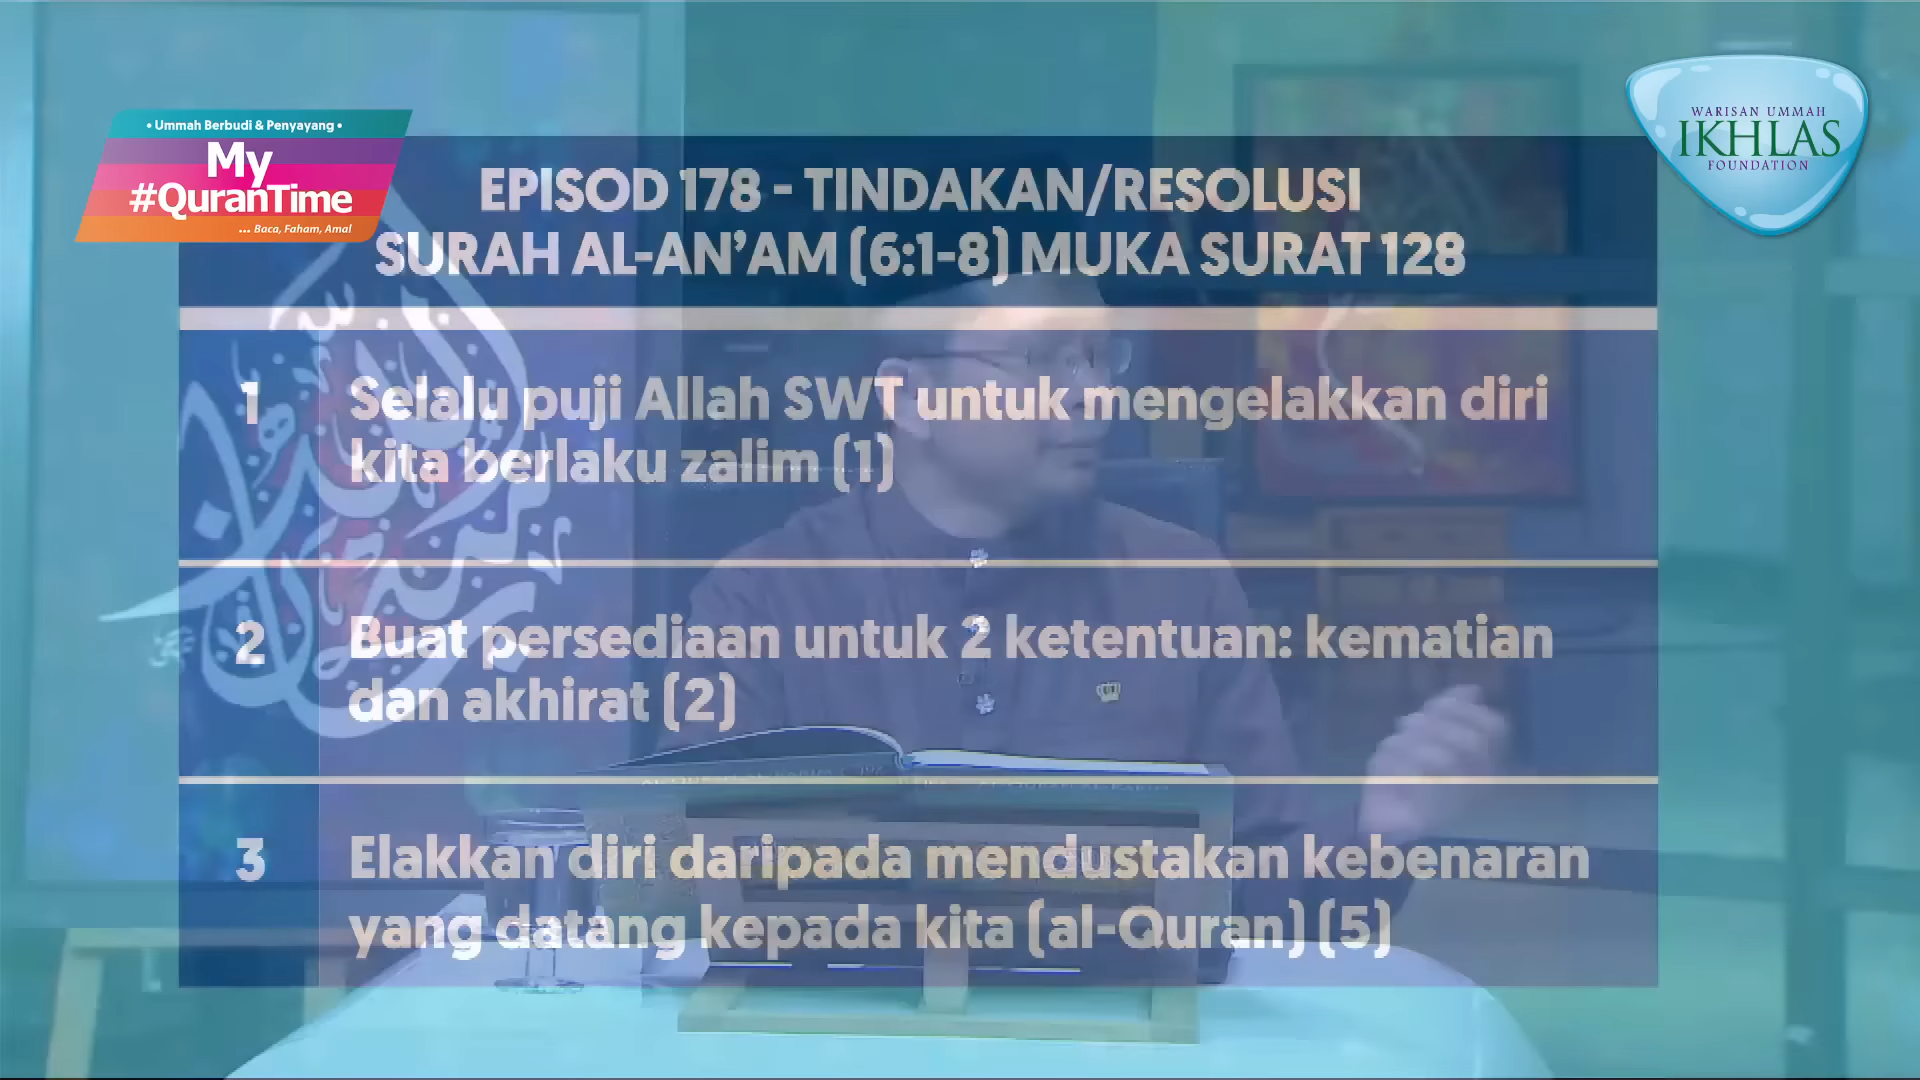 • Ummah Berbudi & Penyayang •
My
#QuranTime
... Baca, Faham, Amal
WARISAN UMMAH
IKHLAS
FOUNDATION
EPISOD 178 - TINDAKAN/RESOLUSI
SURAH AL-AN'AM (6:1-8) MUKA SURAT 128
1
Selalu puji Allah SWT untuk mengelakkan diri
kita berlaku zalim (1)
2
Buat persediaan untuk 2 ketentuan: kematian
dan akhirat (2)
3
Elakkan diri daripada mendustakan kebenaran
yang datang kepada kita (al-Quran) (5)